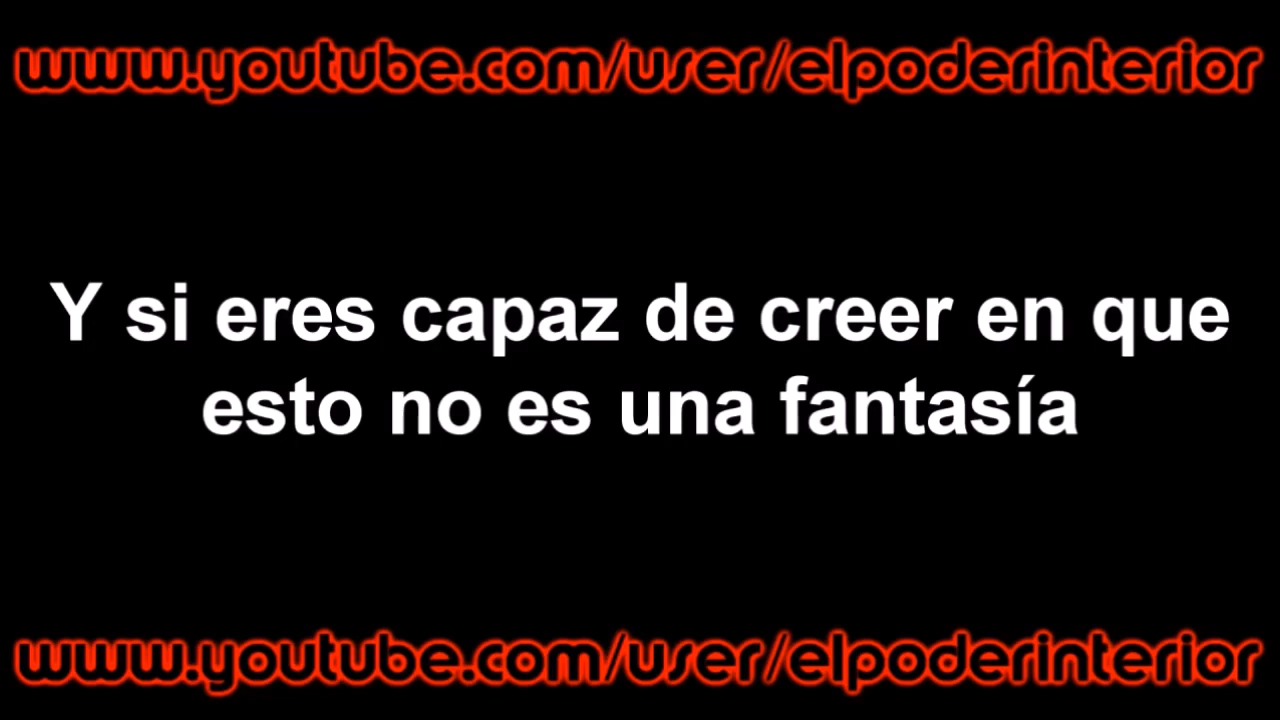 www.youtube.com/user/elpoderinterior
Y si eres capaz de creer en que
esto no es una fantasía
www.youtube.com/user/elpoderinterior